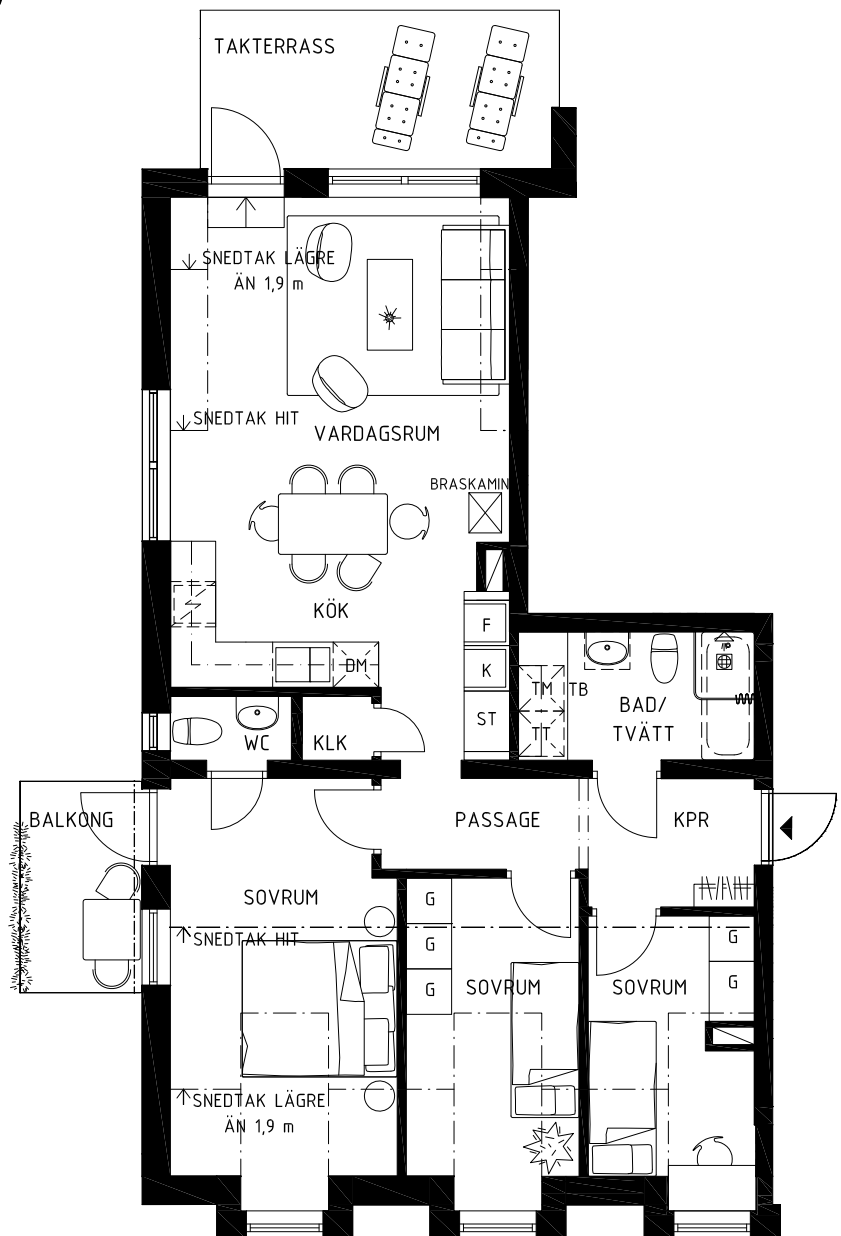 TAKTERRASS
SNEDTAK LÄGRE
ÄN 1,9 m
SNEDTAK HIT
VARDAGSRUM
BRASKAMIN
KÖK
F
K
DM
ST
TM
TB
TT
BAD/
TVÄTT
WC
KLK
BALKONG
PASSAGE
KPR
SOVRUM
G
G
G
SNEDTAK HIT
SOVRUM
SOVRUM
G
G
SNEDTAK LÄGRE
ÄN 1,9 m